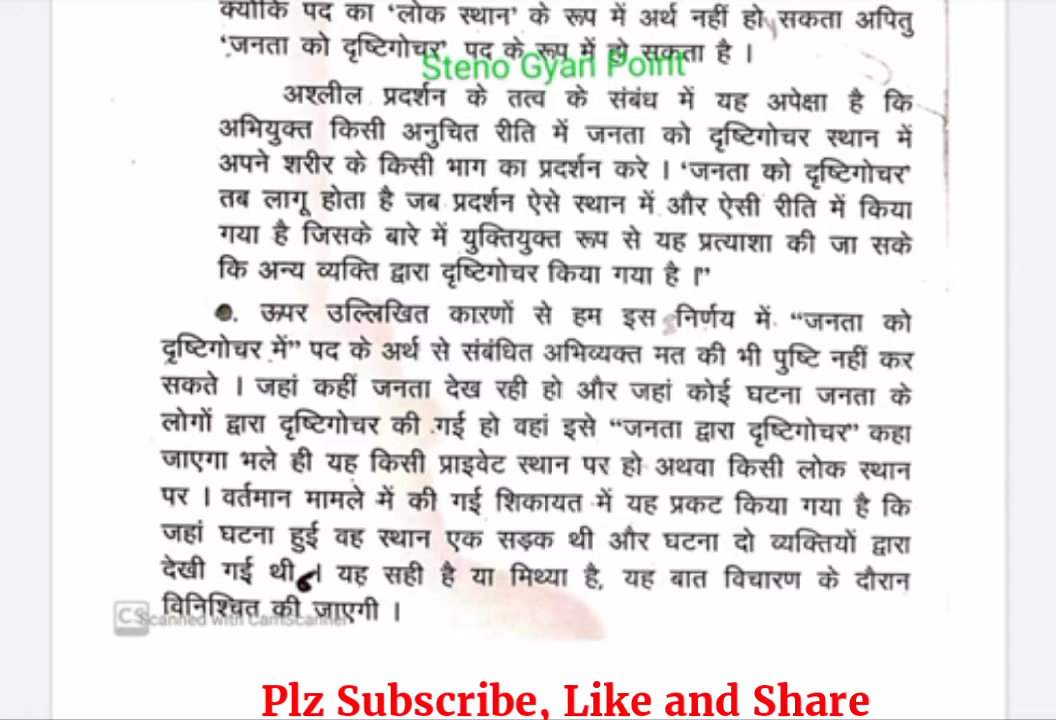 क्योंकि पद का ‘लोक स्थान’ के रूप में अर्थ नहीं हो सकता अपितु
‘जनता को दृष्टिगोचर’ पद के रूप में हो सकता है ।
Steno Gyan Point
अश्लील प्रदर्शन के तत्व के संबंध में यह अपेक्षा है कि
अभियुक्त किसी अनुचित रीति में जनता को दृष्टिगोचर स्थान में
अपने शरीर के किसी भाग का प्रदर्शन करे । ‘जनता को दृष्टिगोचर’
तब लागू होता है जब प्रदर्शन ऐसे स्थान में और ऐसी रीति में किया
गया है जिसके बारे में युक्तियुक्त रूप से यह प्रत्याशा की जा सके
कि अन्य व्यक्ति द्वारा दृष्टिगोचर किया गया है ।”
ऊपर उल्लिखित कारणों से हम इस निर्णय में “जनता को
दृष्टिगोचर में” पद के अर्थ से संबंधित अभिव्यक्त मत की भी पुष्टि नहीं कर
सकते । जहां कहीं जनता देख रही हो और जहां कोई घटना जनता के
लोगों द्वारा दृष्टिगोचर की गई हो वहां इसे “जनता द्वारा दृष्टिगोचर” कहा
जाएगा भले ही यह किसी प्राइवेट स्थान पर हो अथवा किसी लोक स्थान
पर । वर्तमान मामले में की गई शिकायत में यह प्रकट किया गया है कि
जहां घटना हुई वह स्थान एक सड़क थी और घटना दो व्यक्तियों द्वारा
देखी गई थी । यह सही है या मिथ्या है, यह बात विचारण के दौरान
विनिश्चित की जाएगी ।
CS Scanned with CamScanner
Plz Subscribe, Like and Share